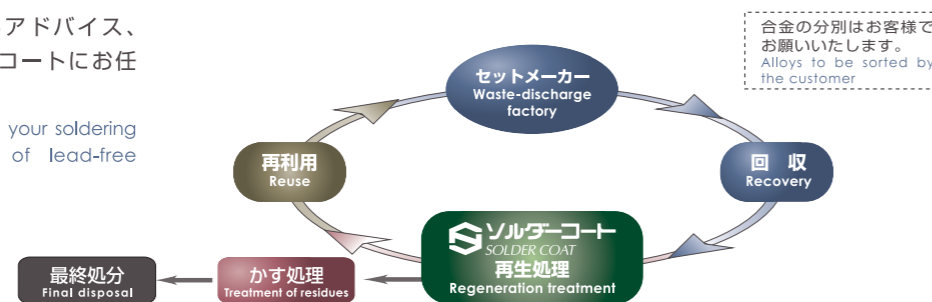 アドバイス、
コートにお任
your soldering
of lead-free
合金の分別はお客様で
お願いいたします。
Alloys to be sorted by
the customer
セットメーカー
Waste-discharge
factory
回 収
Recovery
ソルダーコート
SOLDER COAT
再生処理
Regeneration treatment
再利用
Reuse
かす処理
Treatment of residues
最終処分
Final disposal